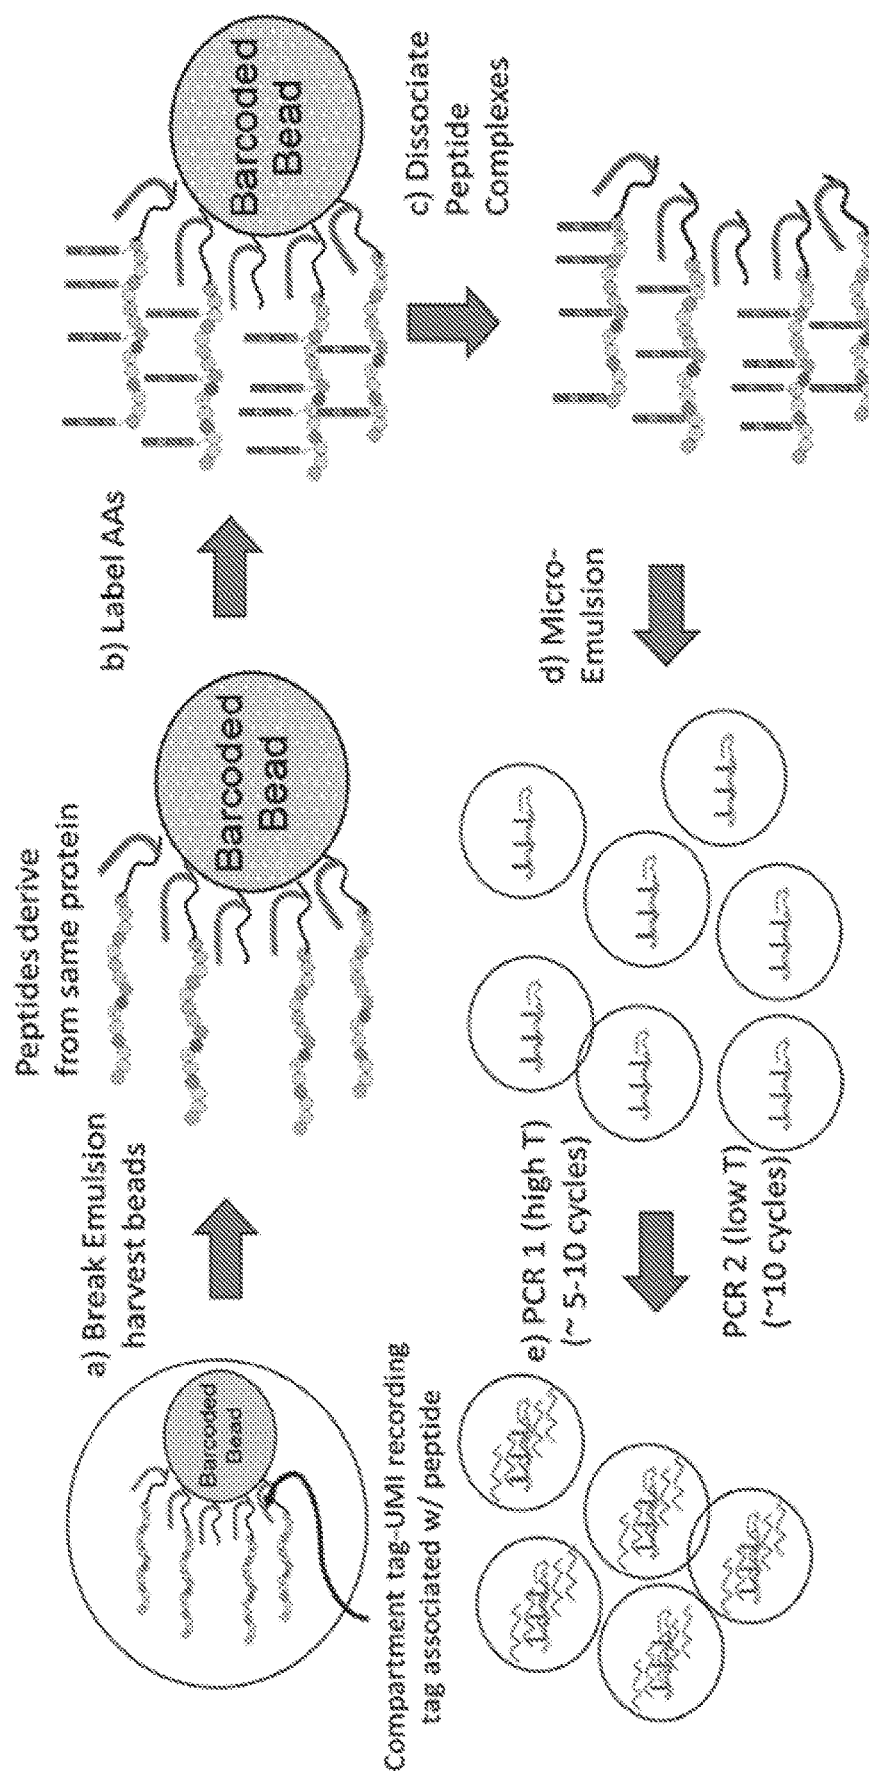 Peptides derive
from same protein
a) Break Emulsion
harvest beads
b) Label AAs
Barcoded
Bead
Barcoded
Bead
Barcoded
Bead
Compartment tag-UMI recording
tag associated w/ peptide
c) Dissociate
Peptide
Complexes
d) Micro-
Emulsion
e) PCR 1 (high T)
(~ 5-10 cycles)
PCR 2 (low T)
(~10 cycles)